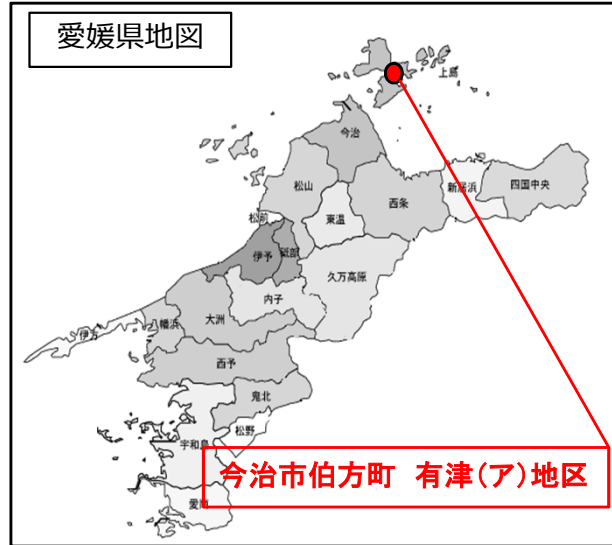 愛媛県地図
上島
今治
松山
新居浜
四国中央
西条
松前
東温
伊予
砥部
久万高原
内子
大洲
八幡浜
伊方
西予
鬼北
松野
宇和島
今治市伯方町 有津(ア)地区
愛南